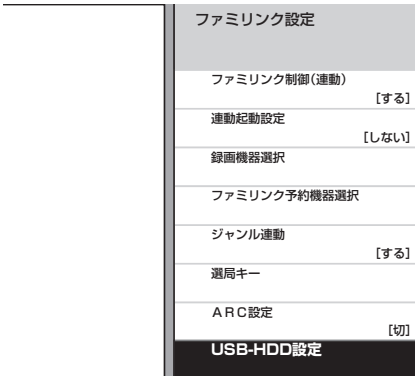 ファミリンク設定
ファミリンク制御(連動)
[する]
連動起動設定
[しない]
録画機器選択
ファミリンク予約機器選択
ジャンル連動
[する]
選局キー
ARC設定
[切]
USB-HDD設定